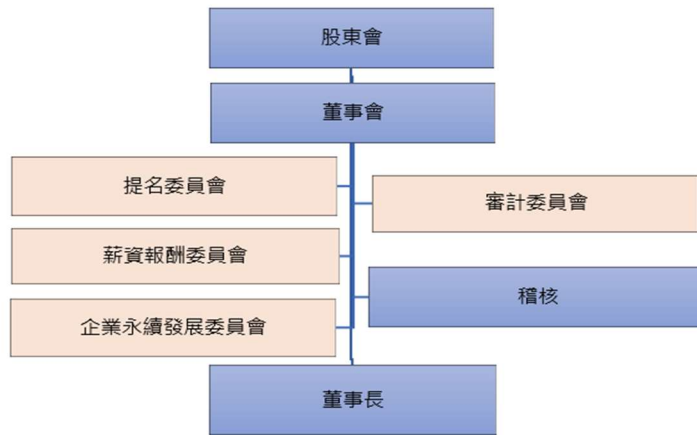 股東會
董事會
提名委員會
審計委員會
薪資報酬委員會
稽核
企業永續發展委員會
董事長